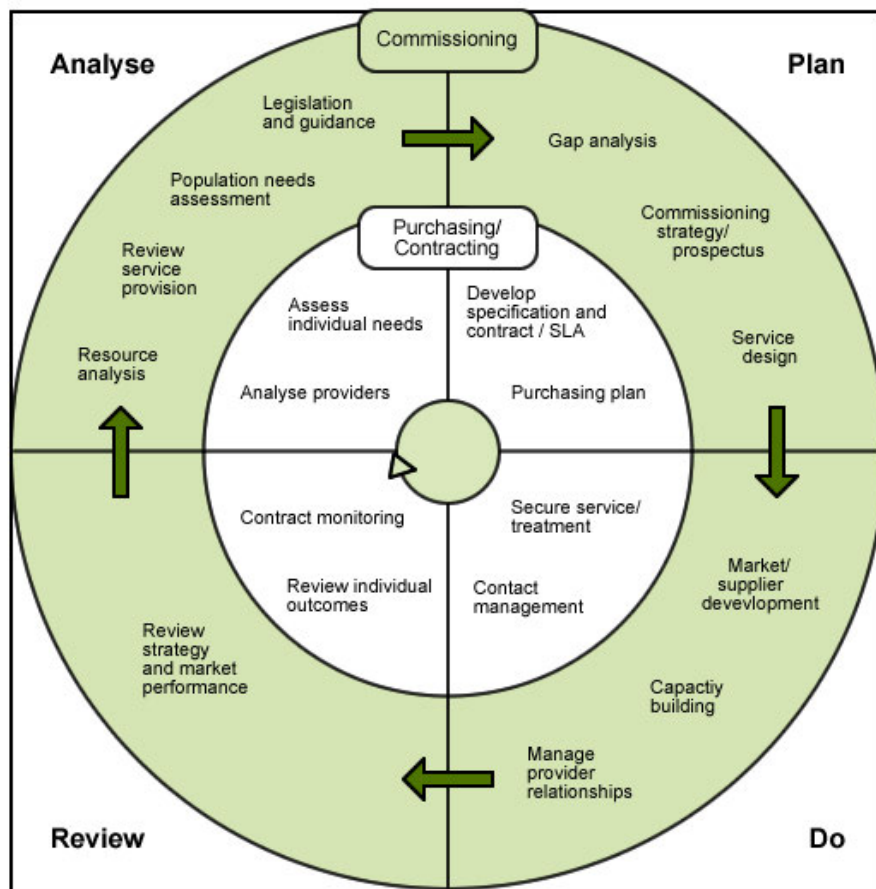 Commissioning
Analyse
Plan
Legislation
and guidance
Gap analysis
Population needs
assessment
Commissioning
strategy/
prospectus
Purchasing/
Contracting
Review
service
provision
Assess
individual needs
Develop
specification and
contract / SLA
Resource
analysis
Service
design
Analyse providers
Purchasing plan
Contract monitoring
Secure service/
treatment
Review individual
outcomes
Contact
management
Market/
supplier
devevlopment
Review
strategy
and market
performance
Capactiy
building
Manage
provider
relationships
Review
Do